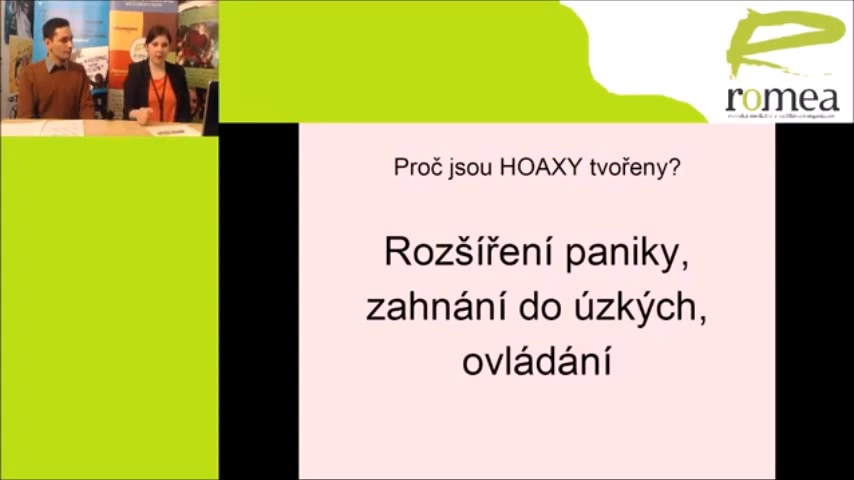 romea
Proč jsou HOAXY tvořeny?
Rozšíření paniky,
zahnání do úzkých,
ovládání